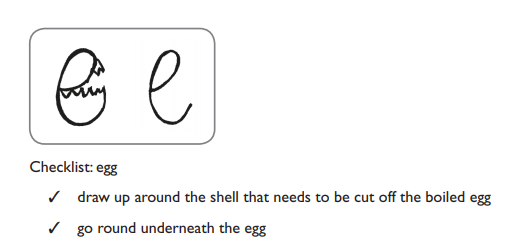 e e
Checklist: egg
✓ draw up around the shell that needs to be cut off the boiled egg
✓ go round underneath the egg